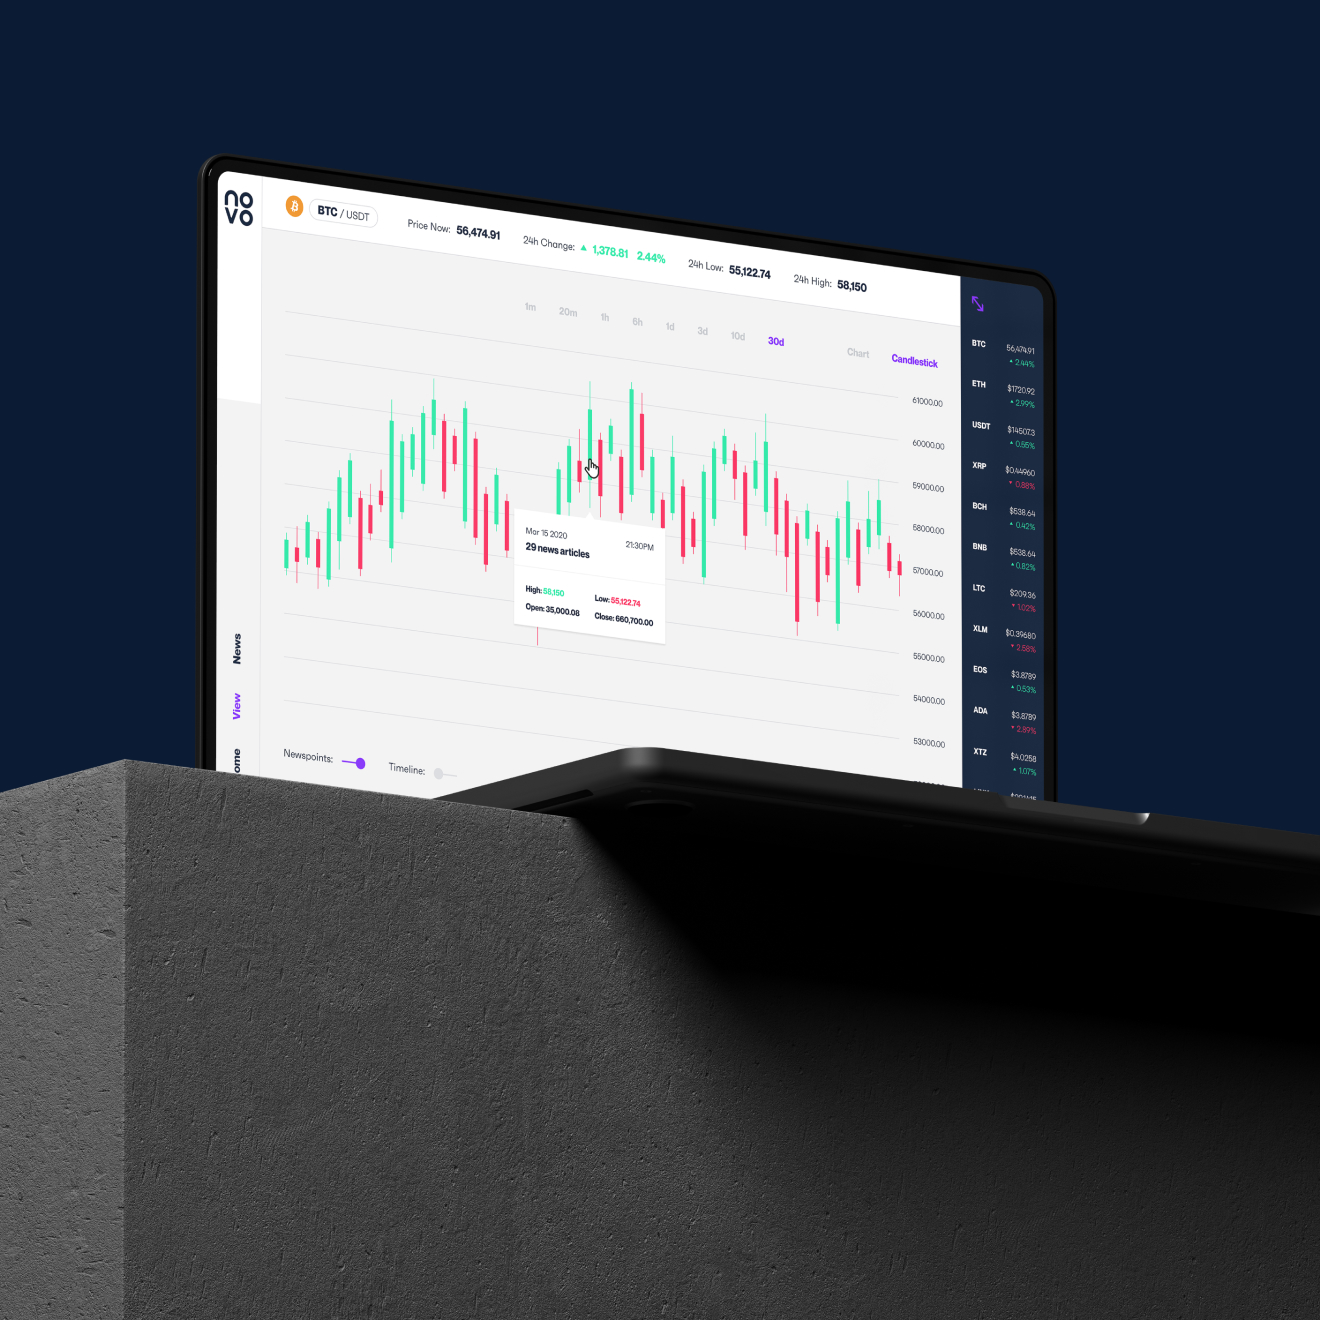 no
vo
BTC / USDT
Price Now: 56,474.91
24h Change: ▲ 1,378.81 2.44%
24h Low: 55,122.74
24h High: 58,150
1m 20m 1h 6h 1d 3d 10d 30d
Chart Candlestick
61000.00
60000.00
59000.00
58000.00
57000.00
56000.00
55000.00
54000.00
53000.00
Mar 15 2020 21:30PM
29 news articles
High: 58,150 Low: 55,122.74
Open: 35,000.08 Close: 660,700.00
News
View
ome
Newspoints:
Timeline:
BTC 56,474.91
▲ 2.44%
ETH $1720.92
▲ 2.99%
USDT $14507.3
▲ 0.55%
XRP $0.44960
▼ 0.88%
BCH $538.64
▲ 0.42%
BNB $538.64
▲ 0.82%
LTC $209.36
▼ 1.02%
XLM $0.39680
▼ 2.58%
EOS $3.8789
▲ 0.53%
ADA $3.8789
▼ 2.89%
XTZ $4.0258
▲ 1.07%